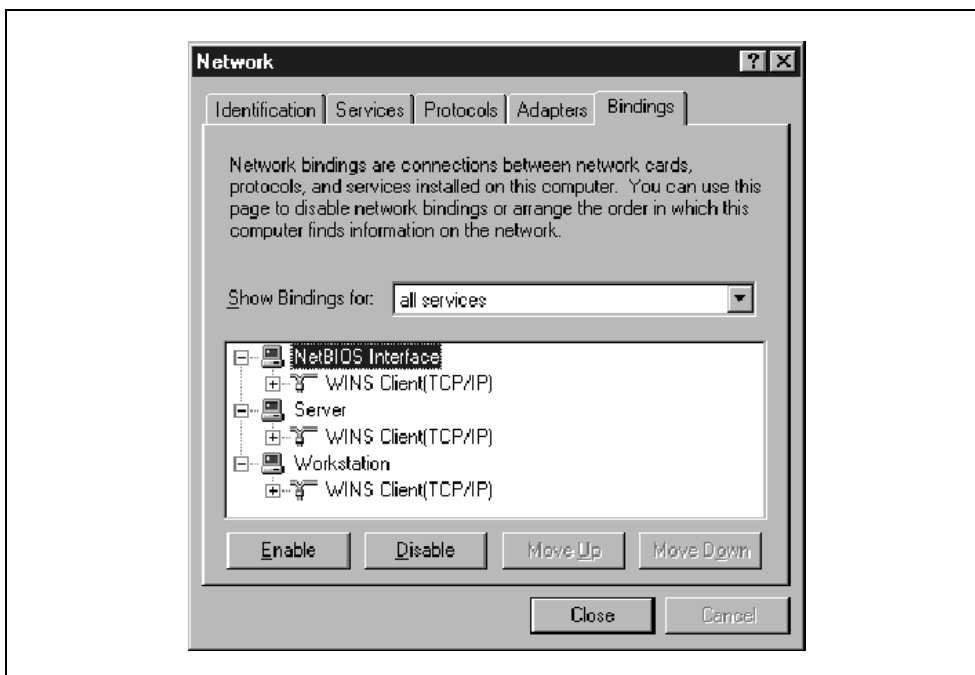 Network
Identification Services Protocols Adapters Bindings
Network bindings are connections between network cards,
protocols, and services installed on this computer. You can use this
page to disable network bindings or arrange the order in which this
computer finds information on the network.
Show Bindings for: all services
NetBIOS Interface
WINS Client(TCP/IP)
Server
WINS Client(TCP/IP)
Workstation
WINS Client(TCP/IP)
Enable Disable Move Up Move Down
Close Cancel